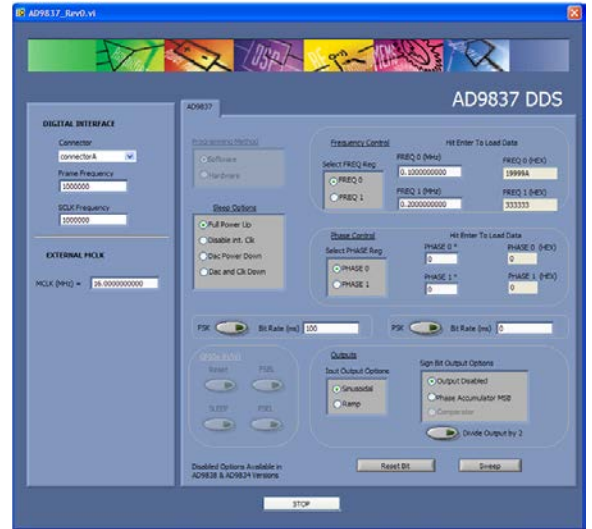 AD9837_Rev0.vi
AD9837 DDS
DIGITAL INTERFACE
Connector
connectorA
Frame Frequency
1000000
SCLK Frequency
1000000
EXTERNAL MCLK
MCLK (MHz) = 16.0000000000
AD9837
Programming Method
Software
Hardware
Sleep Options
Full Power Up
Disable int. Clk
Dac Power Down
Dac and Clk Down
Frequency Control
Hit Enter To Load Data
Select FREQ Reg
FREQ 0
FREQ 1
FREQ 0 (MHz)
0.1000000000
FREQ 0 (HEX)
19999A
FREQ 1 (MHz)
0.2000000000
FREQ 1 (HEX)
333333
Phase Control
Hit Enter To Load Data
Select PHASE Reg
PHASE 0
PHASE 1
PHASE 0 °
0
PHASE 0 (HEX)
0
PHASE 1 °
0
PHASE 1 (HEX)
0
FSK
Bit Rate (ns) 100
PSK
Bit Rate (ns) 0
Reset
FSEL
SLEEP
PSEL
Outputs
Iout Output Options
Sinusoidal
Ramp
Sign Bit Output Options
Output Disabled
Phase Accumulator MSB
Comparator
Divide Output by 2
Disabled Options Available in
AD9838 & AD9834 Versions
Reset Bit
Sweep
STOP